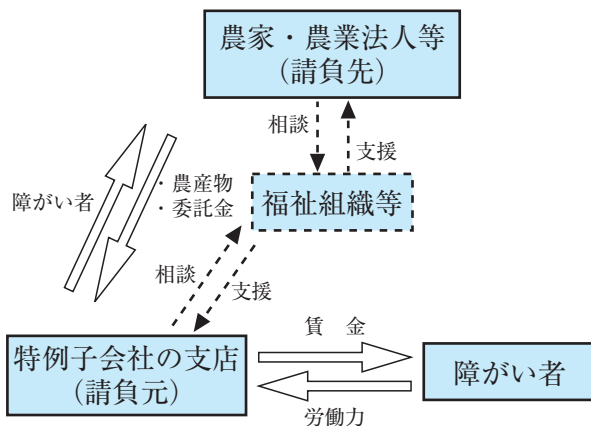 農家・農業法人等
(請負先)
相談
支援
障がい者
・農産物
・委託金
福祉組織等
相談
支援
特例子会社の支店
(請負元)
賃　金
労働力
障がい者